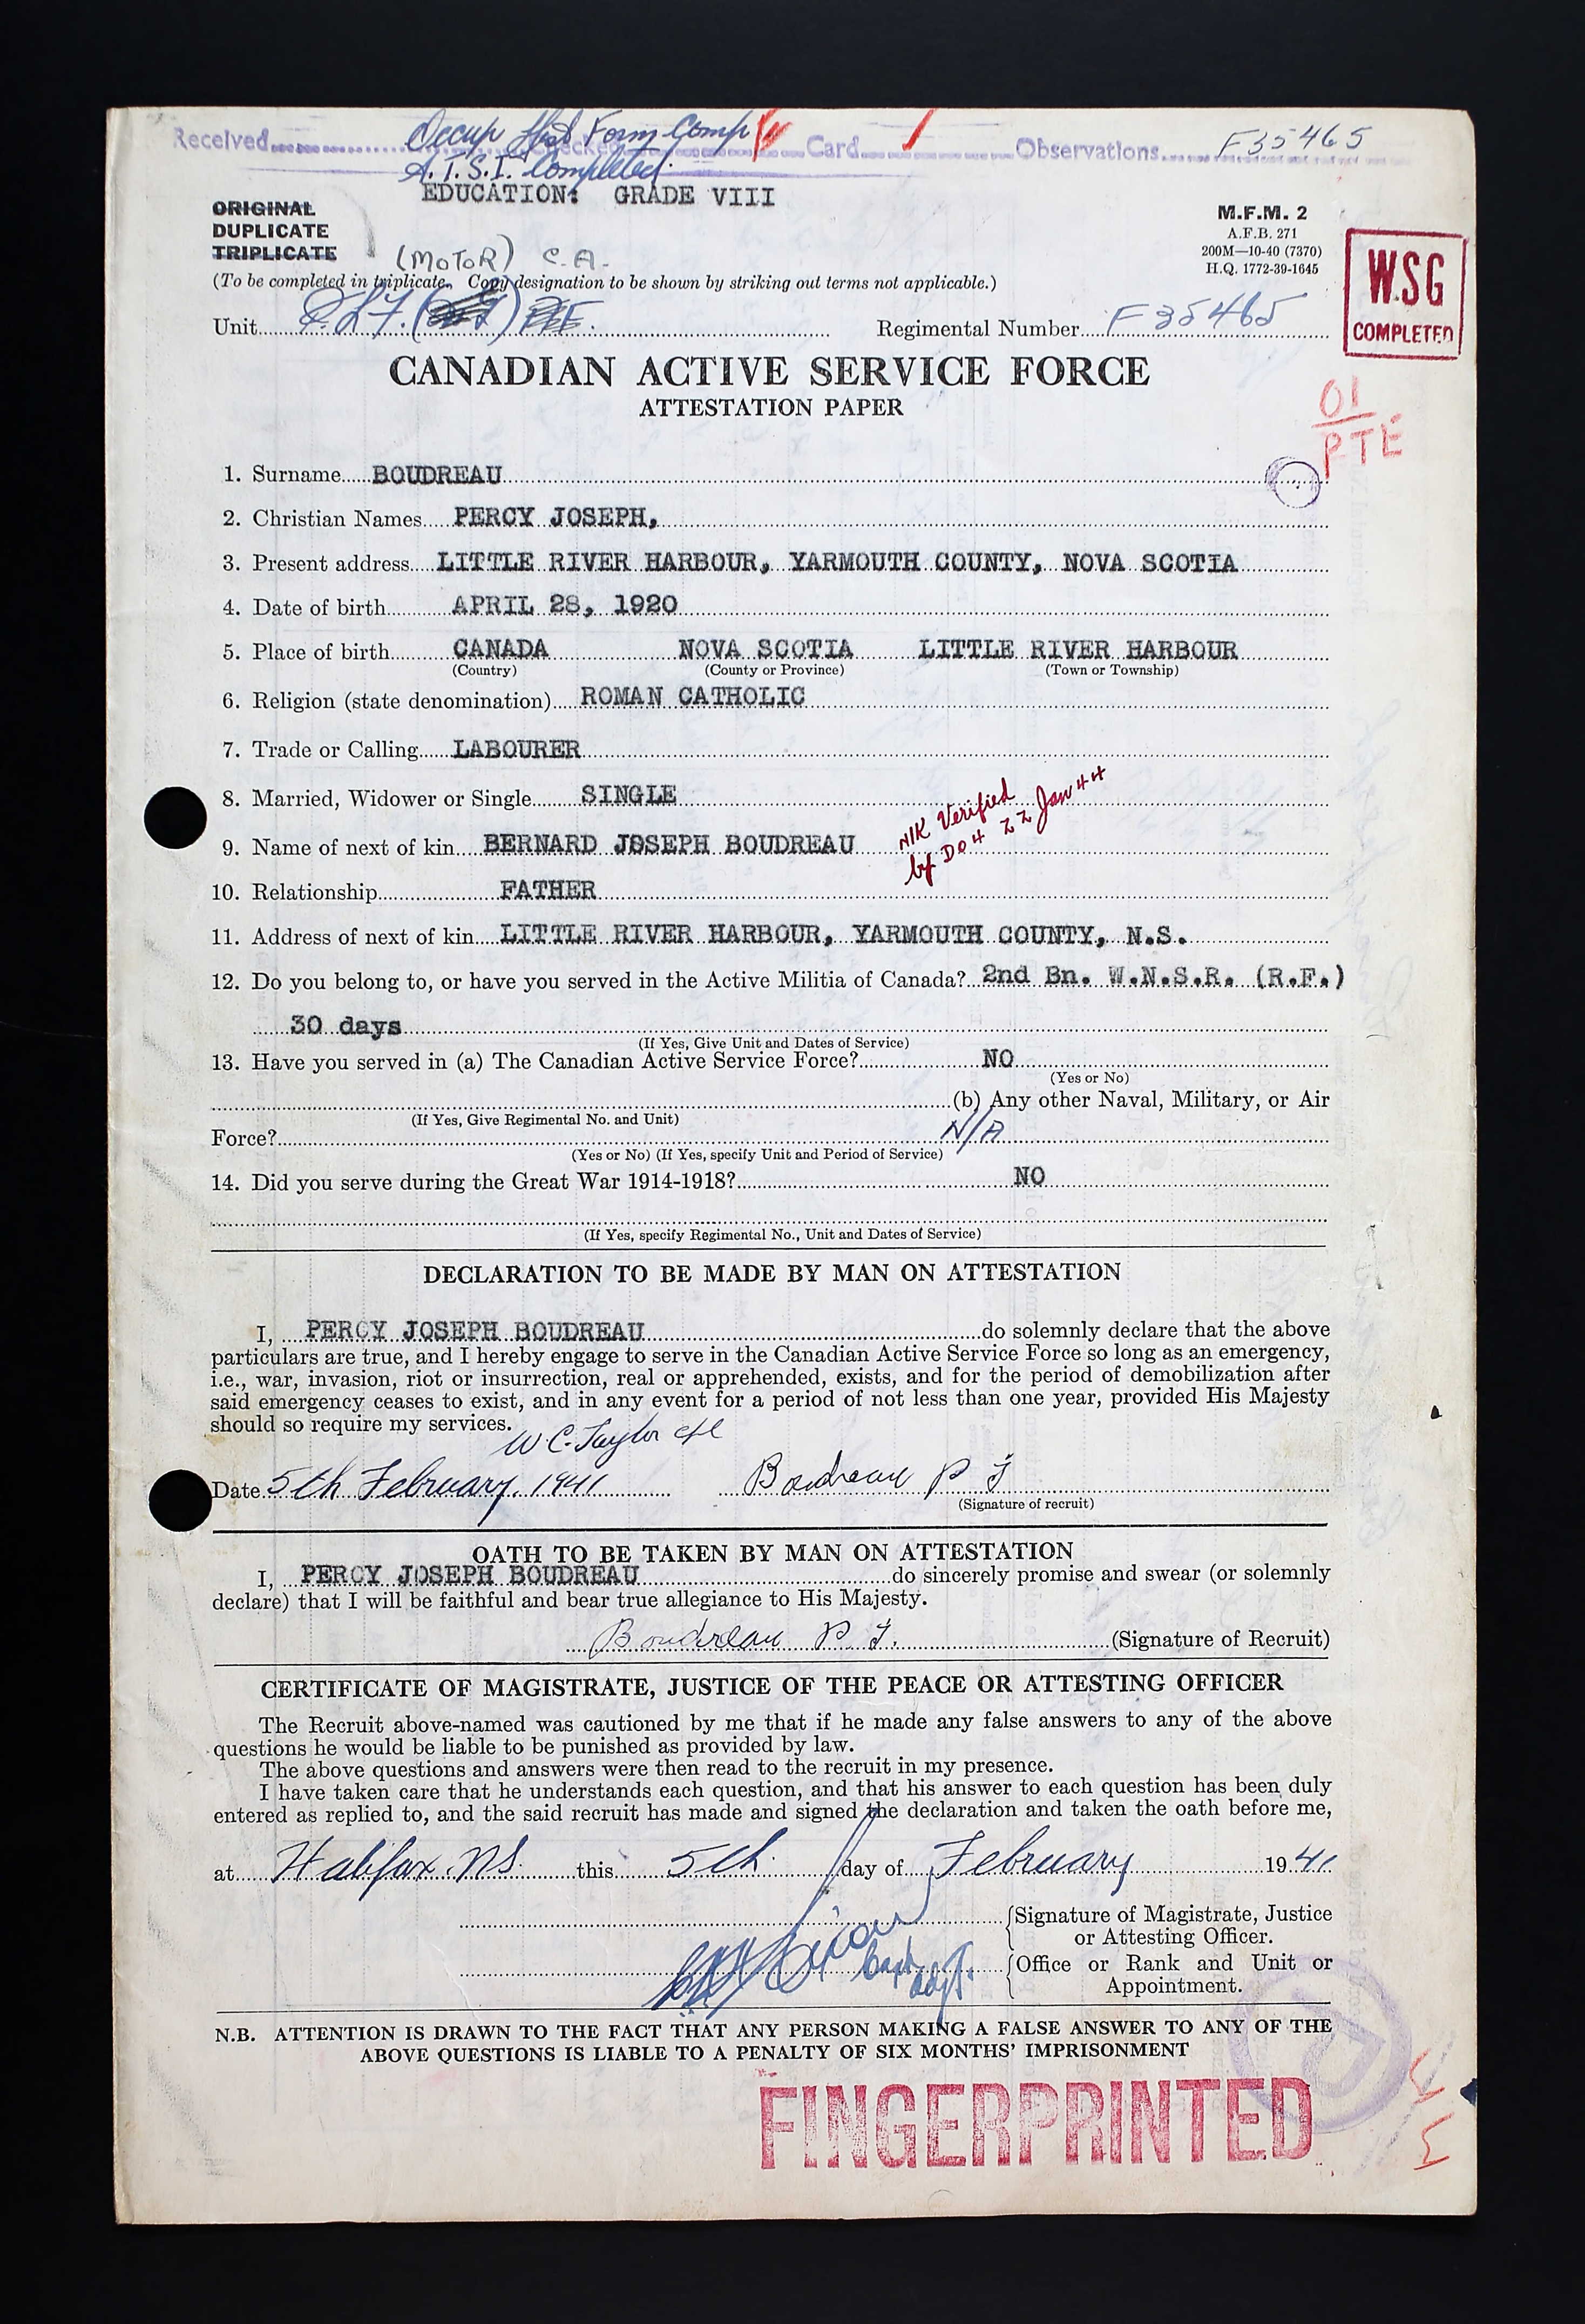 Received Occup Hist Form Comp Checked Card Observations F35465
A.T.S.I. Completed.
EDUCATION: GRADE VIII
ORIGINAL
DUPLICATE
TRIPLICATE
M.F.M. 2
A.F.B. 271
200M—10-40 (7370)
H.Q. 1772-39-1645
WSG
COMPLETED
(MOTOR) C.A.
(To be completed in triplicate. Copy designation to be shown by striking out terms not applicable.)
Unit Regimental Number F35465
CANADIAN ACTIVE SERVICE FORCE
ATTESTATION PAPER
01
PTE
1. Surname BOUDREAU
2. Christian Names PERCY JOSEPH,
3. Present address LITTLE RIVER HARBOUR, YARMOUTH COUNTY, NOVA SCOTIA
4. Date of birth APRIL 28, 1920
5. Place of birth CANADA NOVA SCOTIA LITTLE RIVER HARBOUR
(Country) (County or Province) (Town or Township)
6. Religion (state denomination) ROMAN CATHOLIC
7. Trade or Calling LABOURER
8. Married, Widower or Single SINGLE
N/K Verified
by DO 4 22 Jan 44
9. Name of next of kin BERNARD JOSEPH BOUDREAU
10. Relationship FATHER
11. Address of next of kin LITTLE RIVER HARBOUR, YARMOUTH COUNTY, N.S.
12. Do you belong to, or have you served in the Active Militia of Canada? 2nd Bn. W.N.S.R. (R.F.)
30 days
(If Yes, Give Unit and Dates of Service)
13. Have you served in (a) The Canadian Active Service Force? NO
(Yes or No)
(b) Any other Naval, Military, or Air
(If Yes, Give Regimental No. and Unit)
Force? N/A
(Yes or No) (If Yes, specify Unit and Period of Service)
14. Did you serve during the Great War 1914-1918? NO
(If Yes, specify Regimental No., Unit and Dates of Service)
DECLARATION TO BE MADE BY MAN ON ATTESTATION
I, PERCY JOSEPH BOUDREAU do solemnly declare that the above
particulars are true, and I hereby engage to serve in the Canadian Active Service Force so long as an emergency,
i.e., war, invasion, riot or insurrection, real or apprehended, exists, and for the period of demobilization after
said emergency ceases to exist, and in any event for a period of not less than one year, provided His Majesty
should so require my services.
W.C. Taylor Cpl
Date 5th February, 1941 Boudreau P J
(Signature of recruit)
OATH TO BE TAKEN BY MAN ON ATTESTATION
I, PERCY JOSEPH BOUDREAU do sincerely promise and swear (or solemnly
declare) that I will be faithful and bear true allegiance to His Majesty.
Boudreau P J. (Signature of Recruit)
CERTIFICATE OF MAGISTRATE, JUSTICE OF THE PEACE OR ATTESTING OFFICER
The Recruit above-named was cautioned by me that if he made any false answers to any of the above
questions he would be liable to be punished as provided by law.
The above questions and answers were then read to the recruit in my presence.
I have taken care that he understands each question, and that his answer to each question has been duly
entered as replied to, and the said recruit has made and signed the declaration and taken the oath before me,
at Halifax. N.S. this 5th day of February 1941
Signature of Magistrate, Justice
or Attesting Officer.
Capt Adjt. Office or Rank and Unit or
Appointment.
N.B. ATTENTION IS DRAWN TO THE FACT THAT ANY PERSON MAKING A FALSE ANSWER TO ANY OF THE
ABOVE QUESTIONS IS LIABLE TO A PENALTY OF SIX MONTHS' IMPRISONMENT
FINGERPRINTED